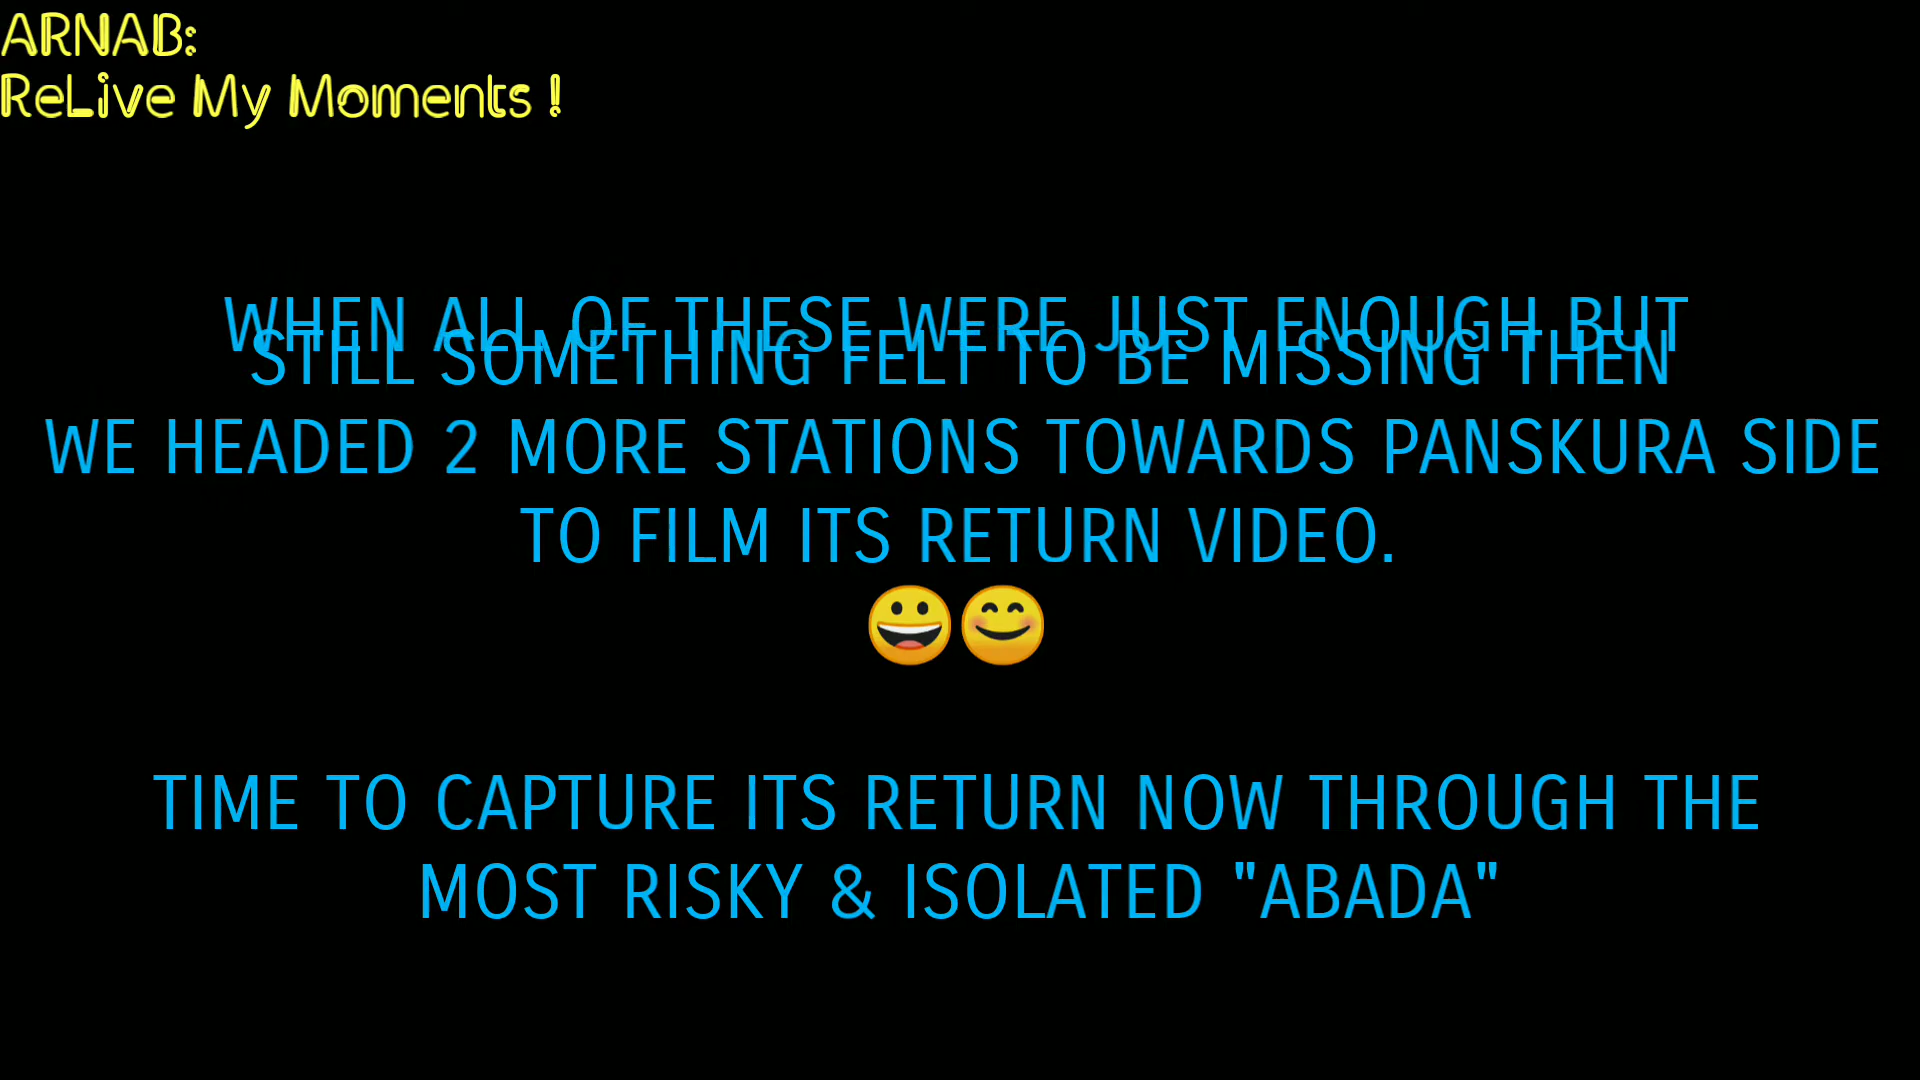 ARNAB:
ReLive My Moments !
WHEN ALL OF THESE WERE JUST ENOUGH BUT
STILL SOMETHING FELT TO BE MISSING THEN
WE HEADED 2 MORE STATIONS TOWARDS PANSKURA SIDE
TO FILM ITS RETURN VIDEO.
😀😊
TIME TO CAPTURE ITS RETURN NOW THROUGH THE
MOST RISKY & ISOLATED "ABADA"